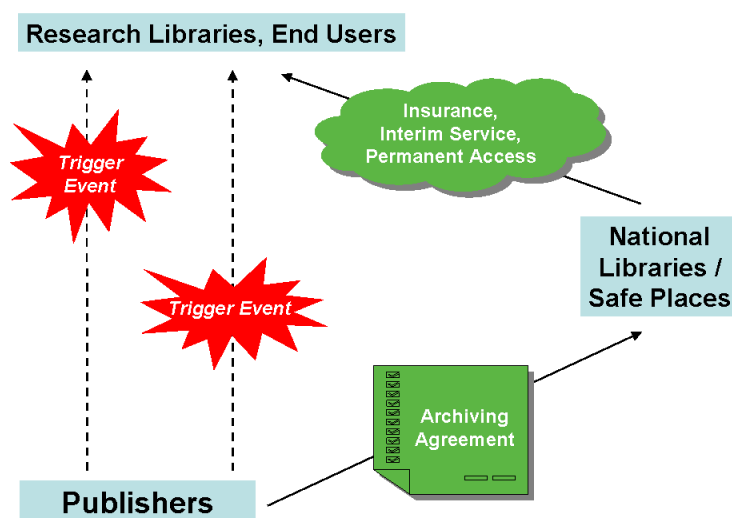 Research Libraries, End Users
Insurance,
Interim Service,
Permanent Access
Trigger
Event
National
Libraries /
Safe Places
Trigger Event
Archiving
Agreement
Publishers